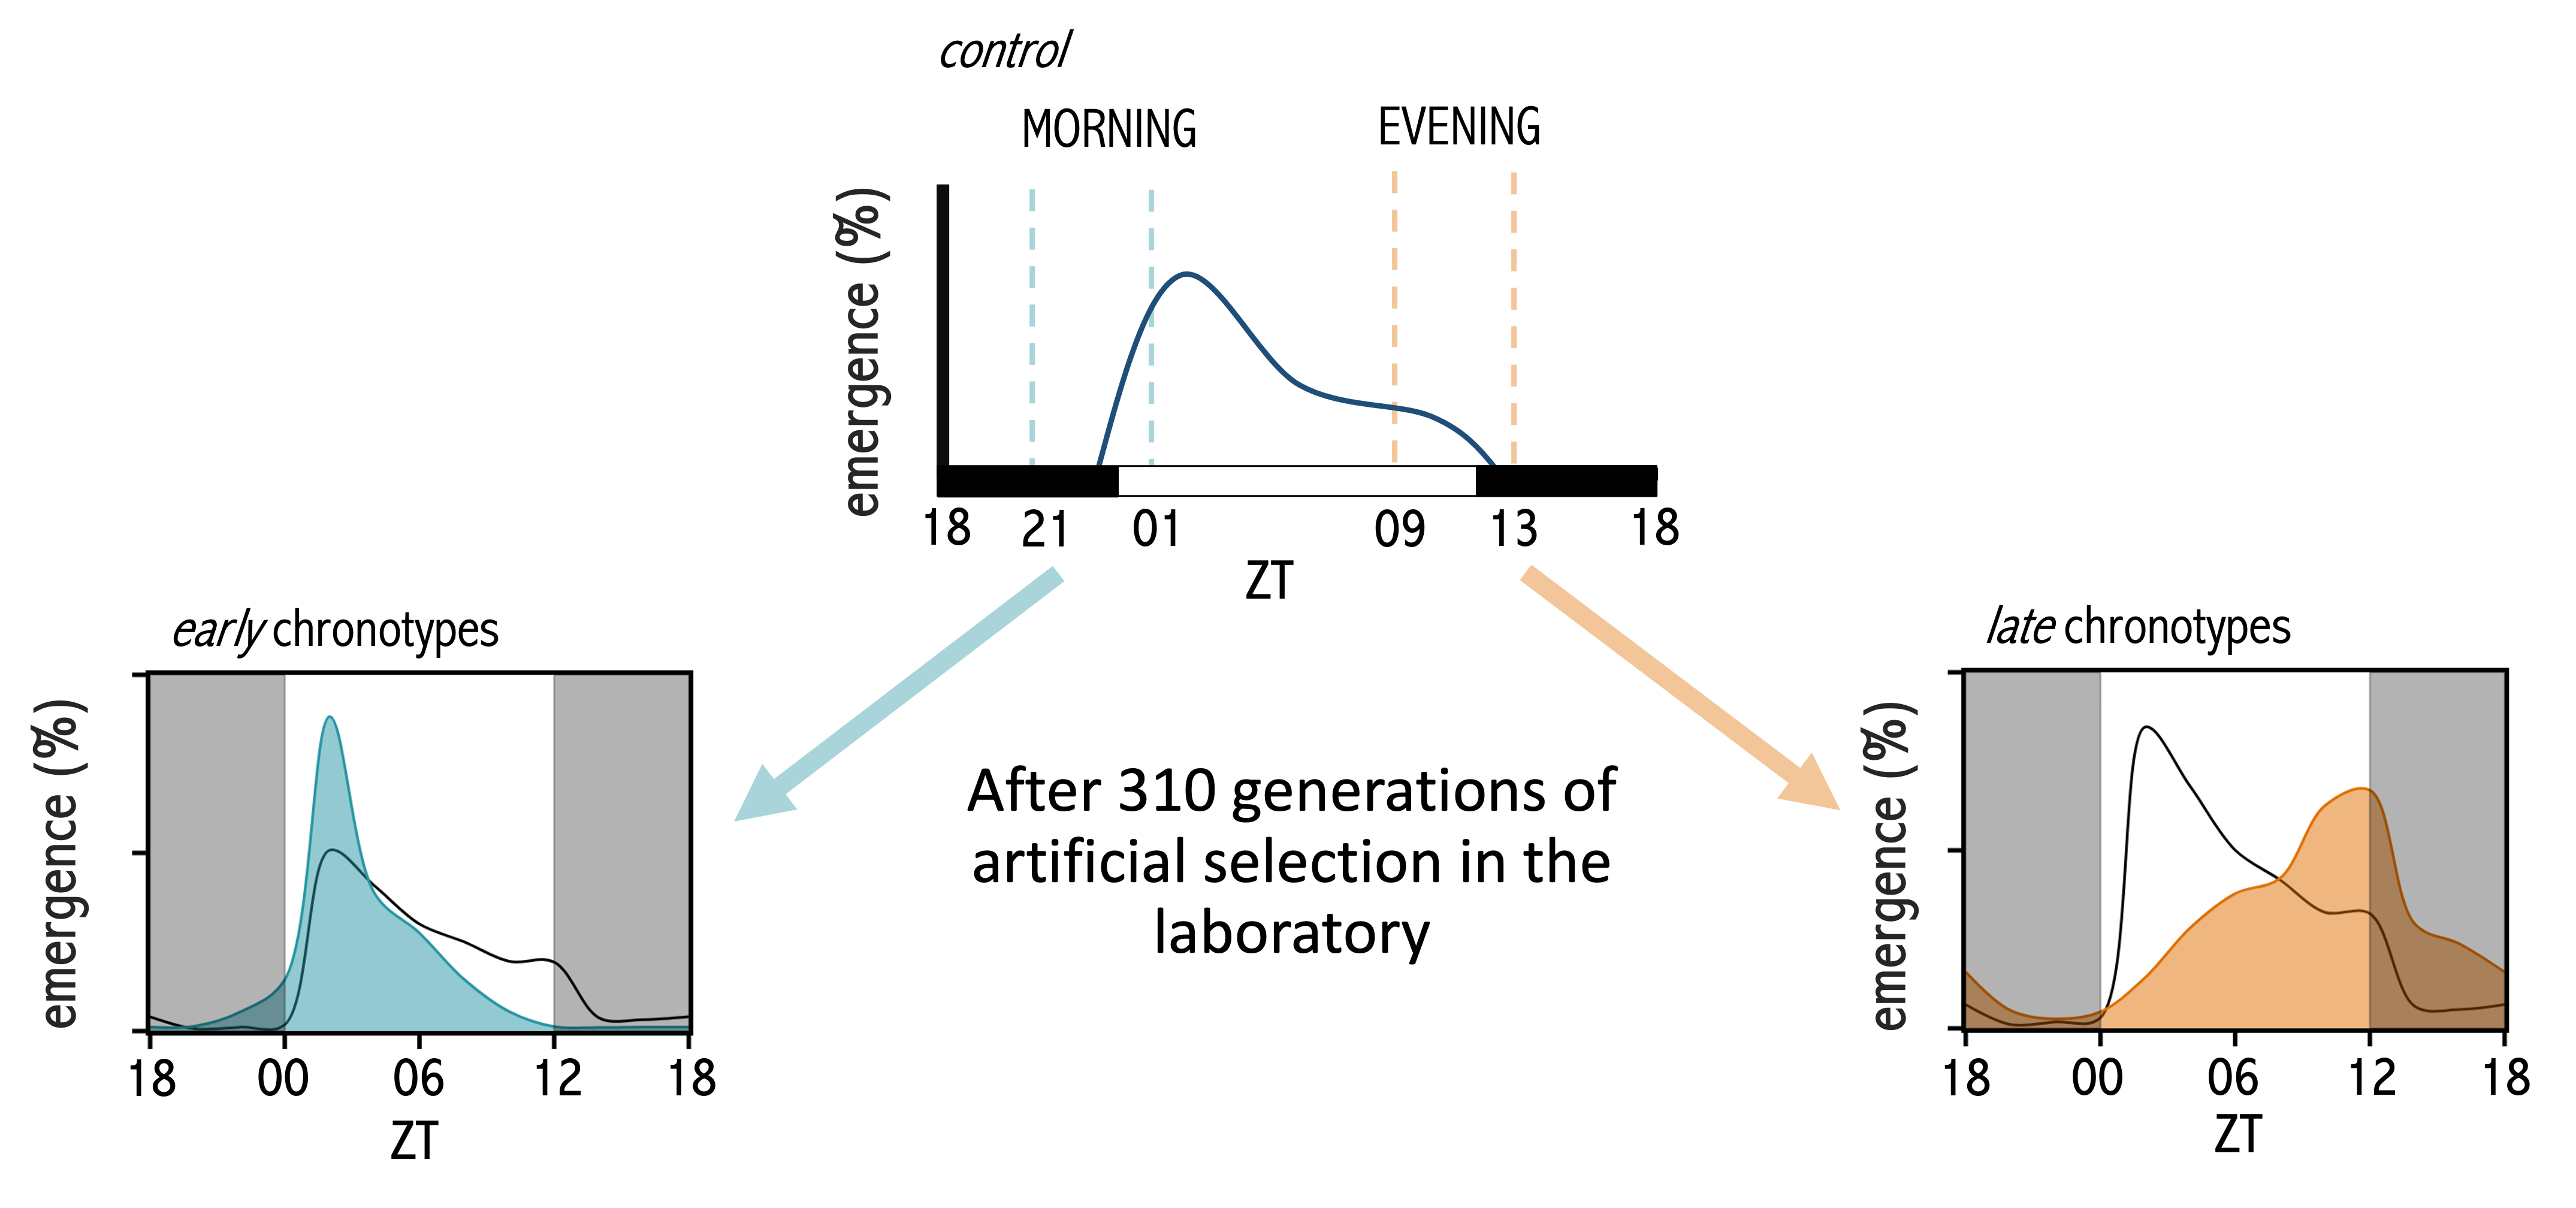 control
MORNING
EVENING
emergence (%)
18 21 01 09 13 18
ZT
early chronotypes
emergence (%)
18 00 06 12 18
ZT
After 310 generations of
artificial selection in the
laboratory
late chronotypes
emergence (%)
18 00 06 12 18
ZT